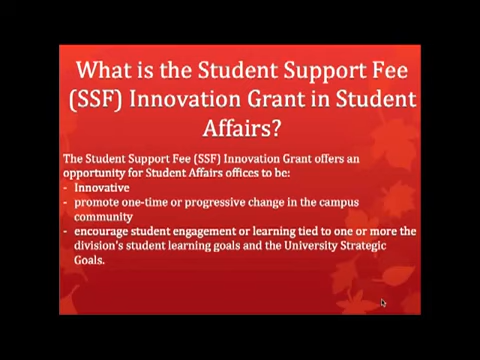 What is the Student Support Fee
(SSF) Innovation Grant in Student
Affairs?
The Student Support Fee (SSF) Innovation Grant offers an
opportunity for Student Affairs offices to be:
- Innovative
- promote one-time or progressive change in the campus
community
- encourage student engagement or learning tied to one or more the
division's student learning goals and the University Strategic
Goals.